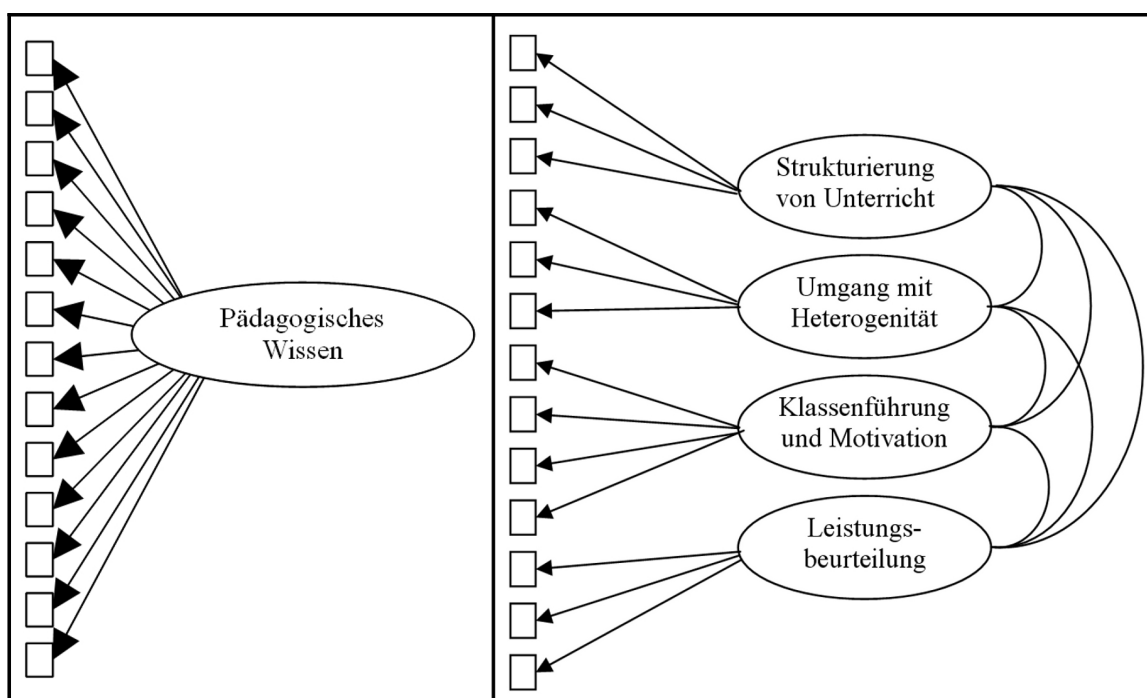 Pädagogisches
Wissen
Strukturierung
von Unterricht
Umgang mit
Heterogenität
Klassenführung
und Motivation
Leistungs-
beurteilung